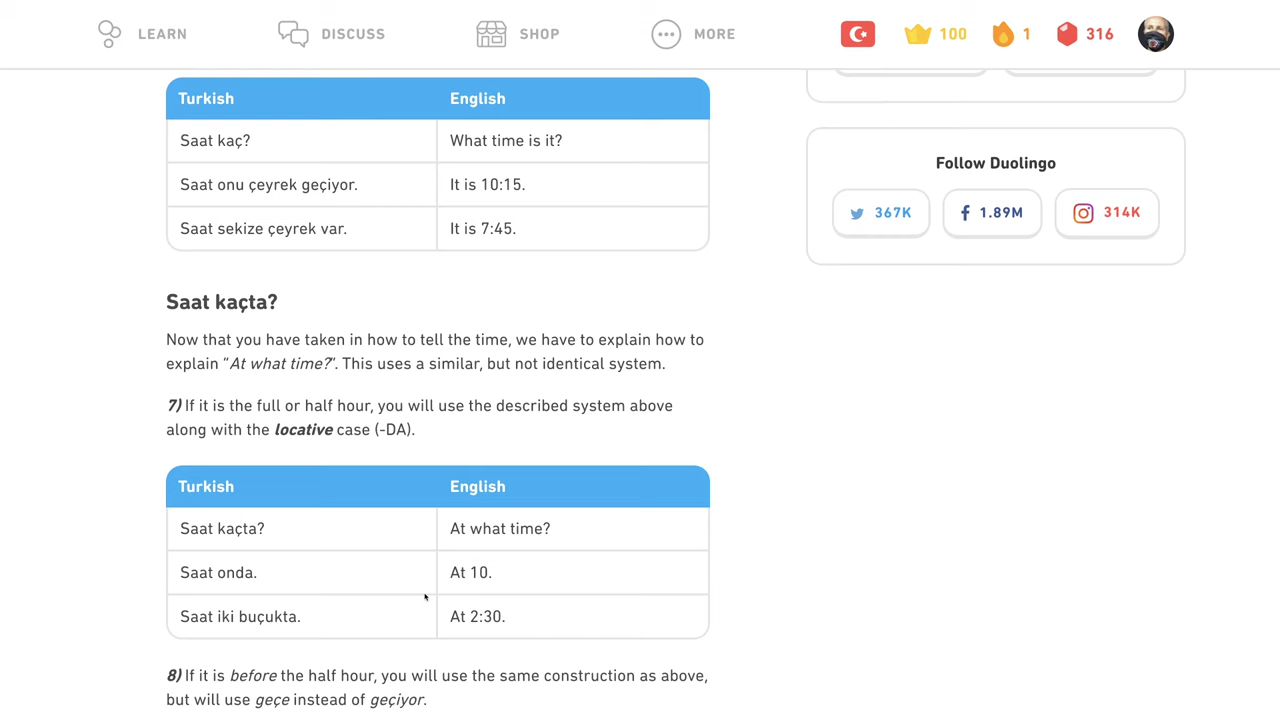 LEARN DISCUSS SHOP MORE 100 1 316
Turkish English
Saat kaç? What time is it?
Saat onu çeyrek geçiyor. It is 10:15.
Saat sekize çeyrek var. It is 7:45.
Follow Duolingo
367K 1.89M 314K
Saat kaçta?
Now that you have taken in how to tell the time, we have to explain how to
explain “At what time?”. This uses a similar, but not identical system.
7) If it is the full or half hour, you will use the described system above
along with the locative case (-DA).
Turkish English
Saat kaçta? At what time?
Saat onda. At 10.
Saat iki buçukta. At 2:30.
8) If it is before the half hour, you will use the same construction as above,
but will use geçe instead of geçiyor.